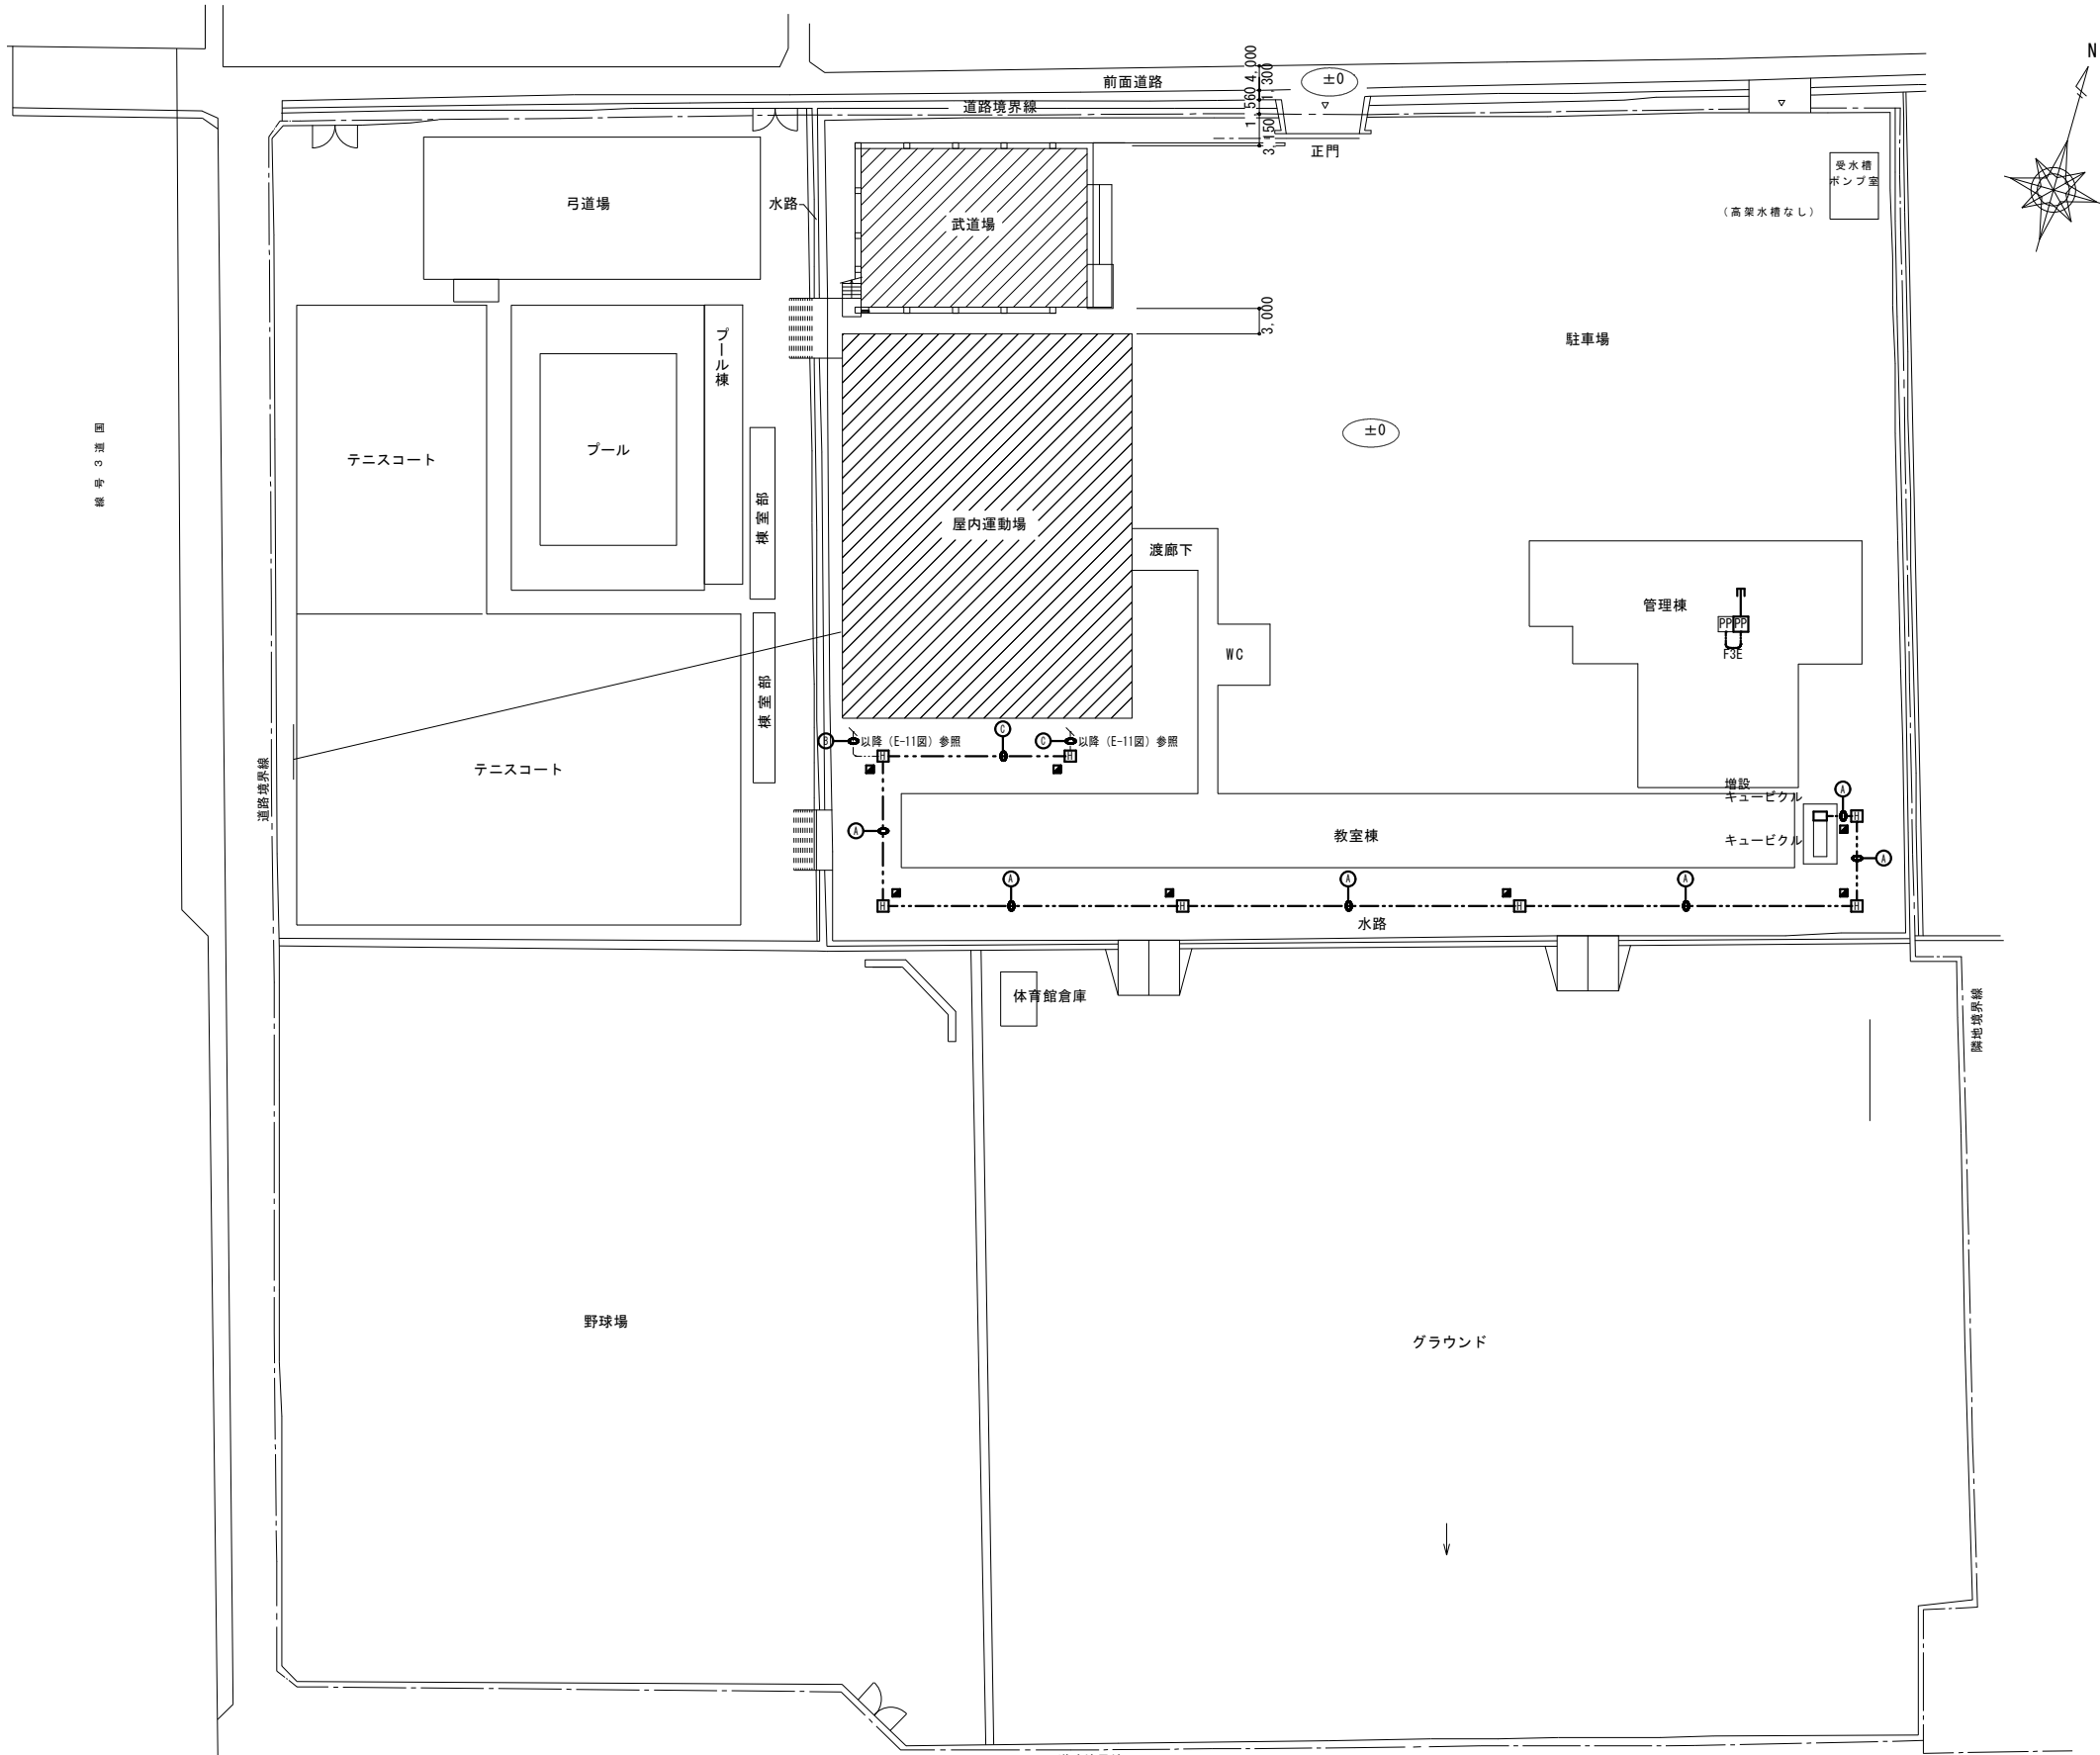 N
前面道路
道路境界線
4,000
1,300
1,560
3,150
±0
正門
受水槽
ポンプ室
(高架水槽なし)
弓道場
水路
武道場
3,000
駐車場
±0
プール棟
国道3号線
テニスコート
プール
部室棟
屋内運動場
渡廊下
管理棟
PP
PP
F3E
WC
部室棟
道路境界線
テニスコート
B
以降(E-11図)参照
C
C
以降(E-11図)参照
H
H
増設
キュービクル
A
H
A
教室棟
キュービクル
A
A
A
A
H
H
H
H
水路
体育館倉庫
隣地境界線
野球場
グラウンド